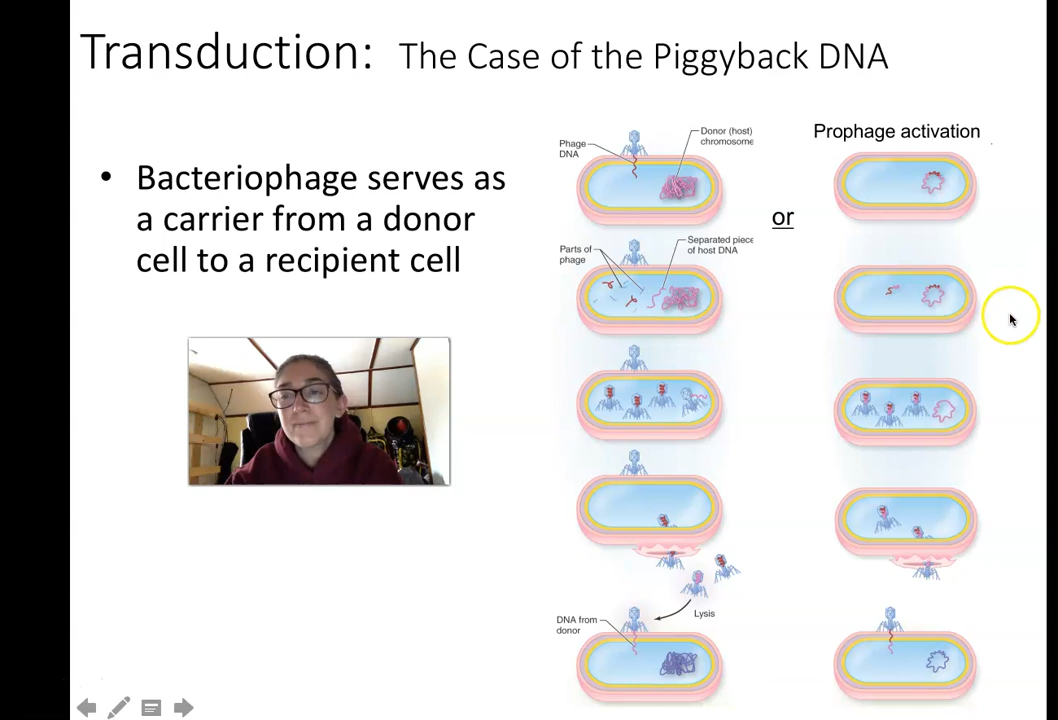 Transduction: The Case of the Piggyback DNA
• Bacteriophage serves as
a carrier from a donor
cell to a recipient cell
Phage
DNA
Donor (host)
chromosome
Parts of
phage
Separated piece
of host DNA
Lysis
DNA from
donor
or
Prophage activation